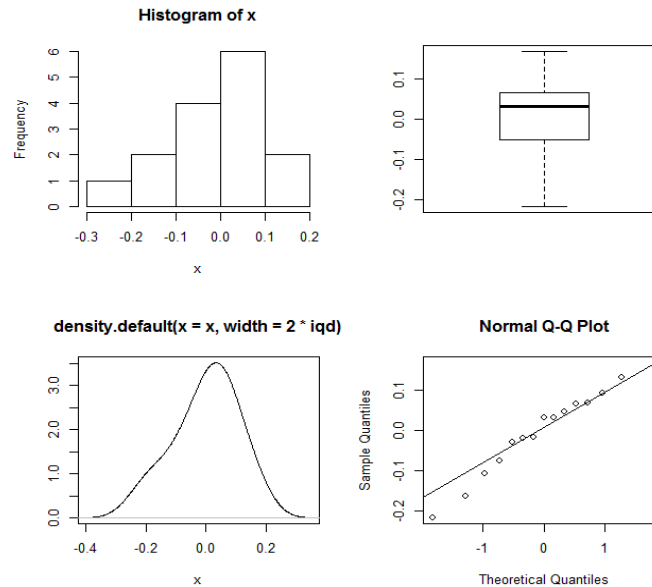 Histogram of x
Frequency
0 1 2 3 4 5 6
-0.3 -0.2 -0.1 0.0 0.1 0.2
x
-0.2 -0.1 0.0 0.1
density.default(x = x, width = 2 * iqd)
0.0 1.0 2.0 3.0
-0.4 -0.2 0.0 0.2
x
Normal Q-Q Plot
Sample Quantiles
-0.2 -0.1 0.0 0.1
-1 0 1
Theoretical Quantiles